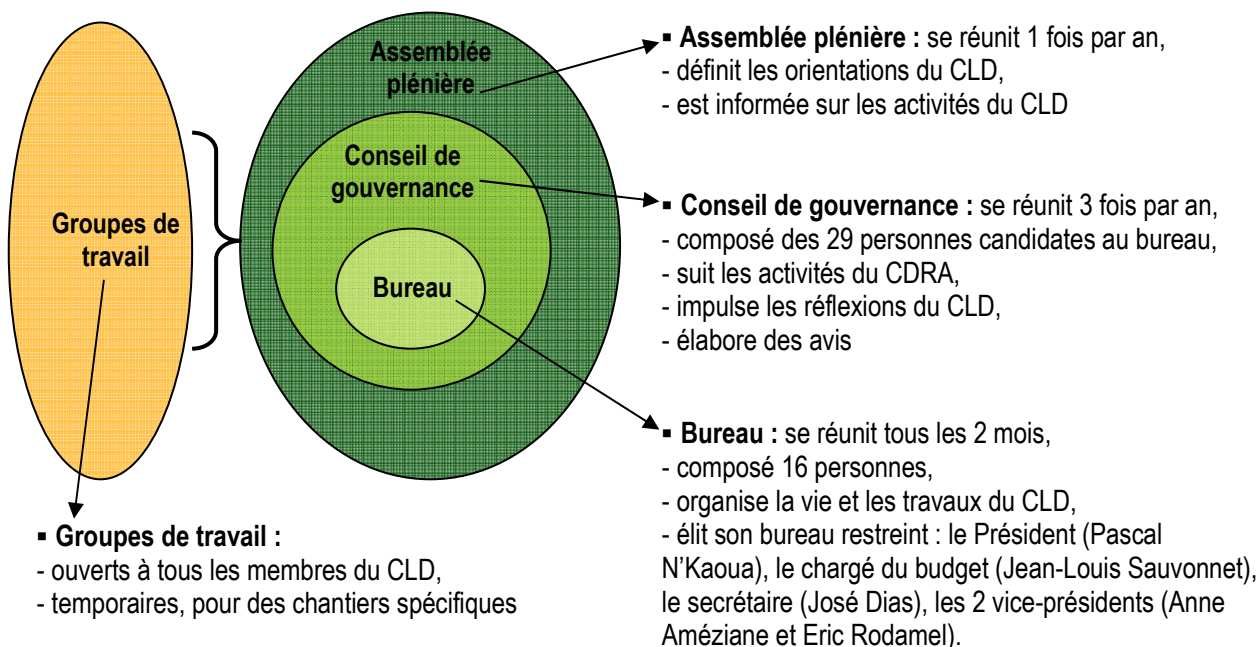 Assemblée
plénière
Conseil de
gouvernance
Bureau
Groupes de
travail
▪ Assemblée plénière : se réunit 1 fois par an,
- définit les orientations du CLD,
- est informée sur les activités du CLD
▪ Conseil de gouvernance : se réunit 3 fois par an,
- composé des 29 personnes candidates au bureau,
- suit les activités du CDRA,
- impulse les réflexions du CLD,
- élabore des avis
▪ Bureau : se réunit tous les 2 mois,
- composé 16 personnes,
- organise la vie et les travaux du CLD,
- élit son bureau restreint : le Président (Pascal
N’Kaoua), le chargé du budget (Jean-Louis Sauvonnet),
le secrétaire (José Dias), les 2 vice-présidents (Anne
Améziane et Eric Rodamel).
▪ Groupes de travail :
- ouverts à tous les membres du CLD,
- temporaires, pour des chantiers spécifiques